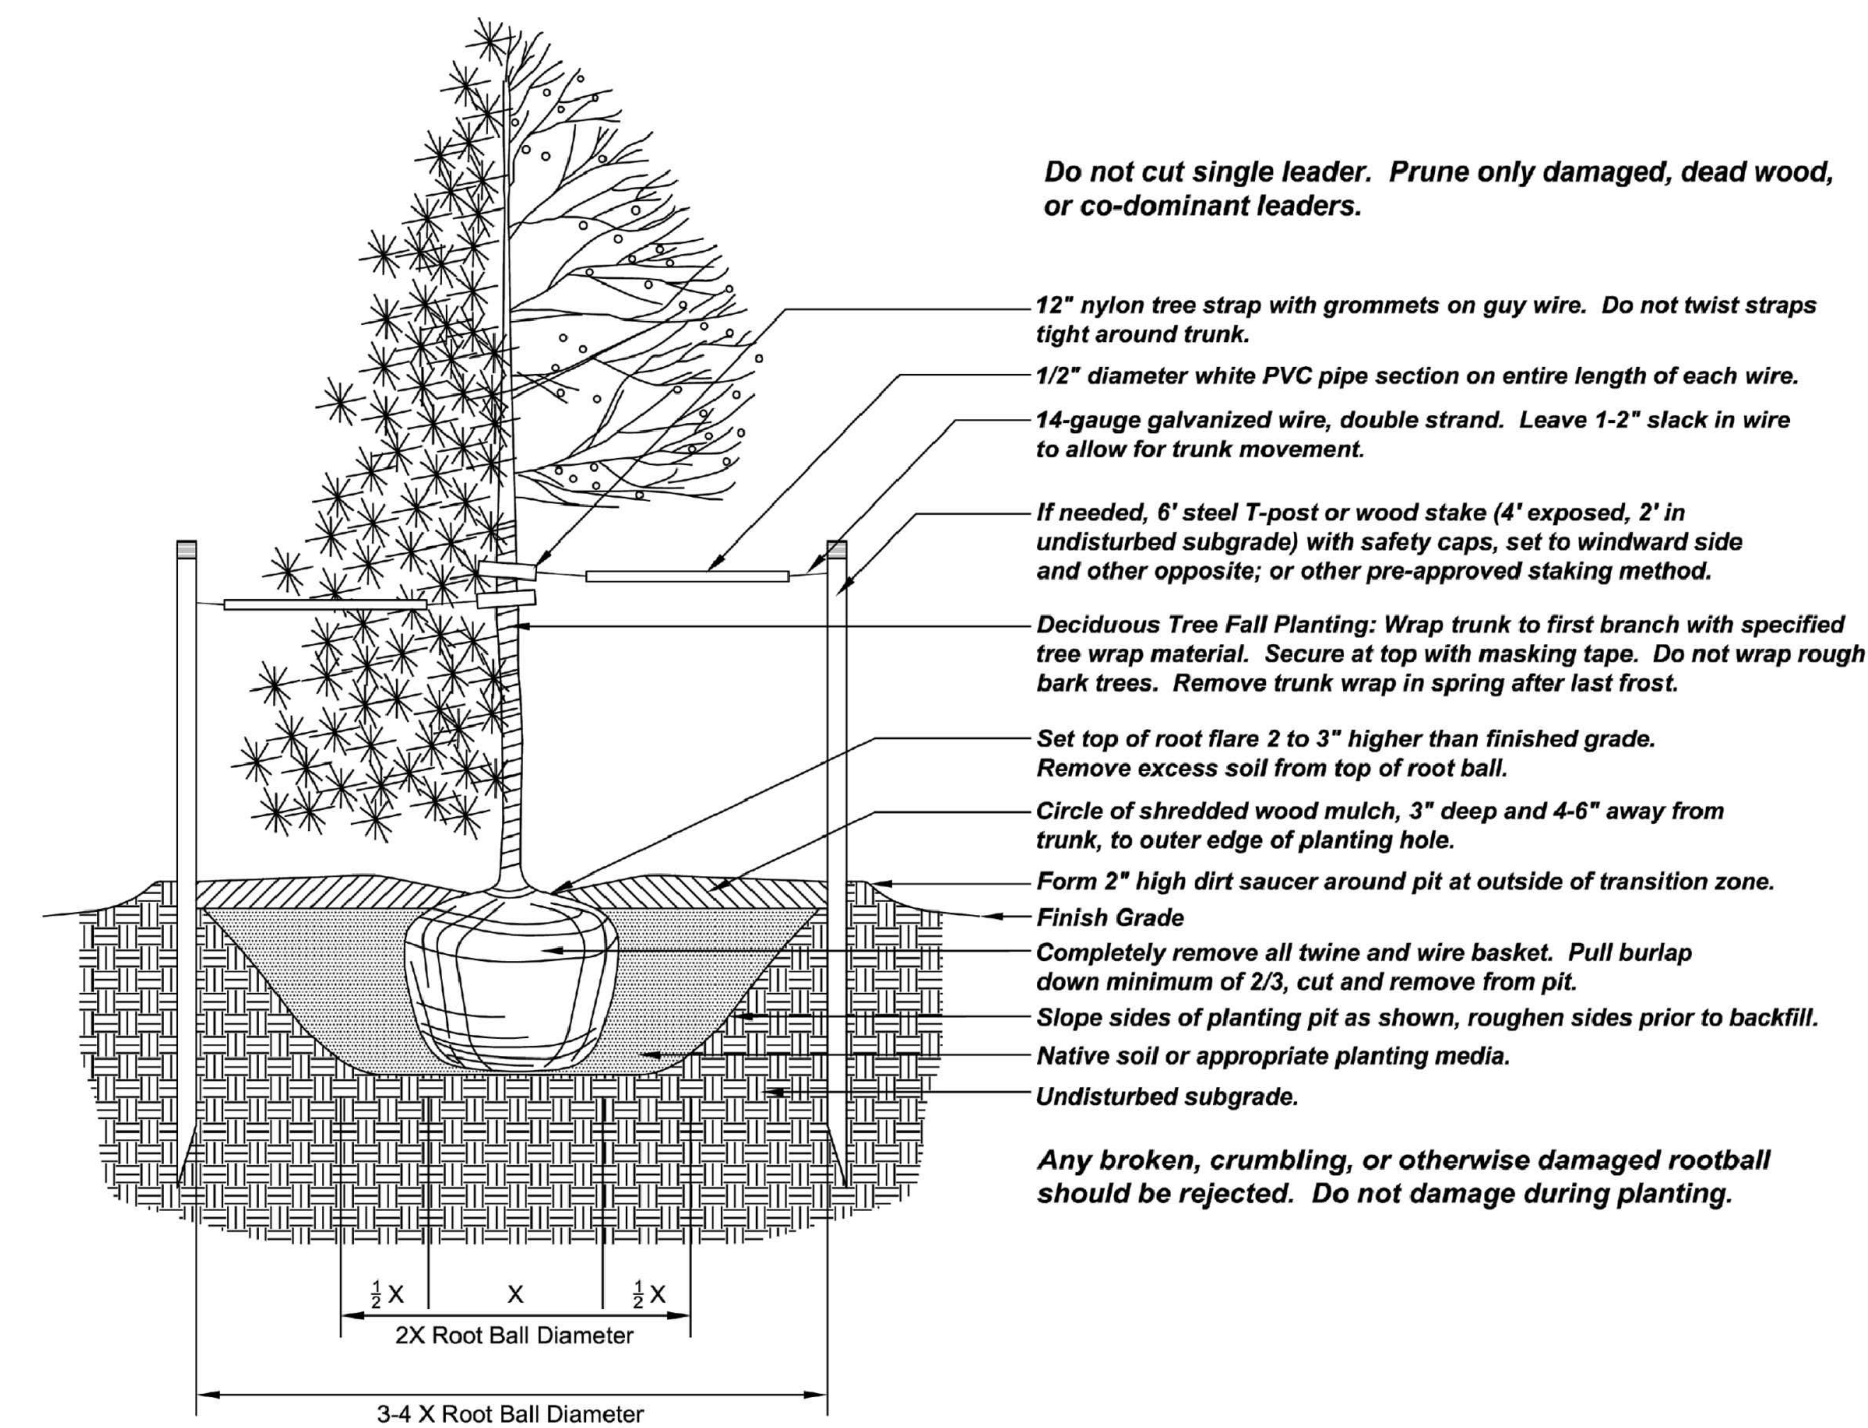 Do not cut single leader.  Prune only damaged, dead wood,
or co-dominant leaders.
12" nylon tree strap with grommets on guy wire.  Do not twist straps
tight around trunk.
1/2" diameter white PVC pipe section on entire length of each wire.
14-gauge galvanized wire, double strand.  Leave 1-2" slack in wire
to allow for trunk movement.
If needed, 6' steel T-post or wood stake (4' exposed, 2' in
undisturbed subgrade) with safety caps, set to windward side
and other opposite; or other pre-approved staking method.
Deciduous Tree Fall Planting: Wrap trunk to first branch with specified
tree wrap material.  Secure at top with masking tape.  Do not wrap rough
bark trees.  Remove trunk wrap in spring after last frost.
Set top of root flare 2 to 3" higher than finished grade.
Remove excess soil from top of root ball.
Circle of shredded wood mulch, 3" deep and 4-6" away from
trunk, to outer edge of planting hole.
Form 2" high dirt saucer around pit at outside of transition zone.
Finish Grade
Completely remove all twine and wire basket.  Pull burlap
down minimum of 2/3, cut and remove from pit.
Slope sides of planting pit as shown, roughen sides prior to backfill.
Native soil or appropriate planting media.
Undisturbed subgrade.
Any broken, crumbling, or otherwise damaged rootball
should be rejected.  Do not damage during planting.
½ X X ½ X
2X Root Ball Diameter
3-4 X Root Ball Diameter